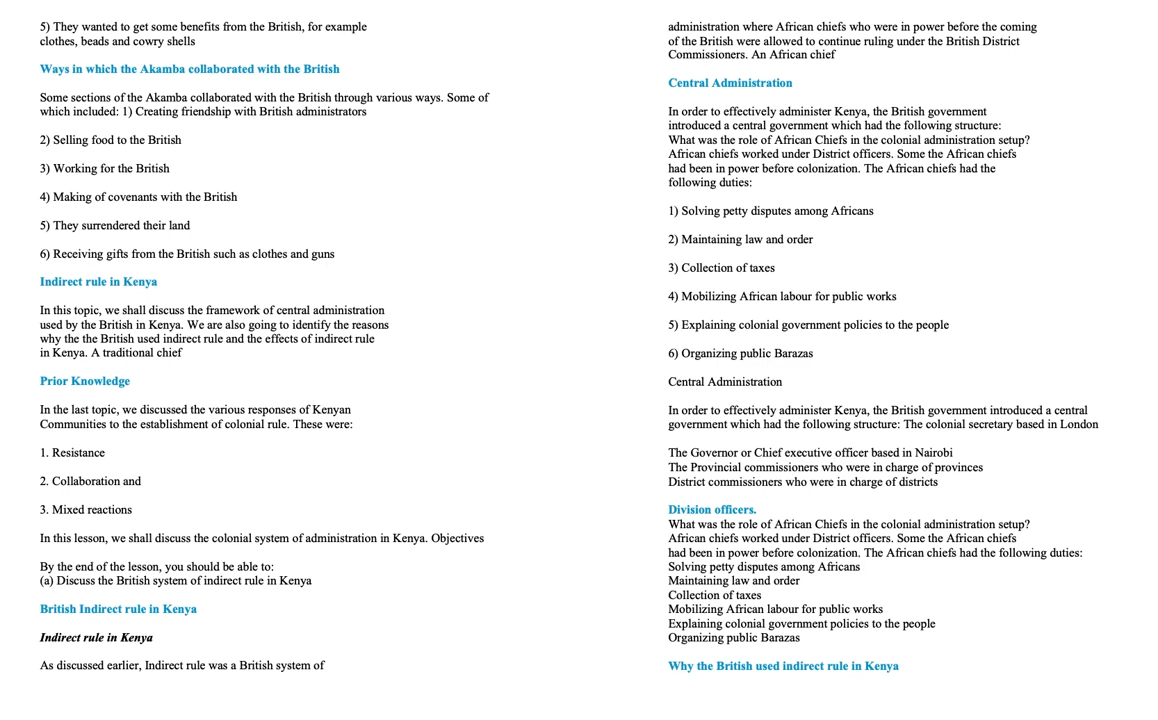 5) They wanted to get some benefits from the British, for example
clothes, beads and cowry shells
Ways in which the Akamba collaborated with the British
Some sections of the Akamba collaborated with the British through various ways. Some of
which included: 1) Creating friendship with British administrators
2) Selling food to the British
3) Working for the British
4) Making of covenants with the British
5) They surrendered their land
6) Receiving gifts from the British such as clothes and guns
Indirect rule in Kenya
In this topic, we shall discuss the framework of central administration
used by the British in Kenya. We are also going to identify the reasons
why the the British used indirect rule and the effects of indirect rule
in Kenya. A traditional chief
Prior Knowledge
In the last topic, we discussed the various responses of Kenyan
Communities to the establishment of colonial rule. These were:
1. Resistance
2. Collaboration and
3. Mixed reactions
In this lesson, we shall discuss the colonial system of administration in Kenya. Objectives
By the end of the lesson, you should be able to:
(a) Discuss the British system of indirect rule in Kenya
British Indirect rule in Kenya
Indirect rule in Kenya
As discussed earlier, Indirect rule was a British system of
administration where African chiefs who were in power before the coming
of the British were allowed to continue ruling under the British District
Commissioners. An African chief
Central Administration
In order to effectively administer Kenya, the British government
introduced a central government which had the following structure:
What was the role of African Chiefs in the colonial administration setup?
African chiefs worked under District officers. Some the African chiefs
had been in power before colonization. The African chiefs had the
following duties:
1) Solving petty disputes among Africans
2) Maintaining law and order
3) Collection of taxes
4) Mobilizing African labour for public works
5) Explaining colonial government policies to the people
6) Organizing public Barazas
Central Administration
In order to effectively administer Kenya, the British government introduced a central
government which had the following structure: The colonial secretary based in London
The Governor or Chief executive officer based in Nairobi
The Provincial commissioners who were in charge of provinces
District commissioners who were in charge of districts
Division officers.
What was the role of African Chiefs in the colonial administration setup?
African chiefs worked under District officers. Some the African chiefs
had been in power before colonization. The African chiefs had the following duties:
Solving petty disputes among Africans
Maintaining law and order
Collection of taxes
Mobilizing African labour for public works
Explaining colonial government policies to the people
Organizing public Barazas
Why the British used indirect rule in Kenya